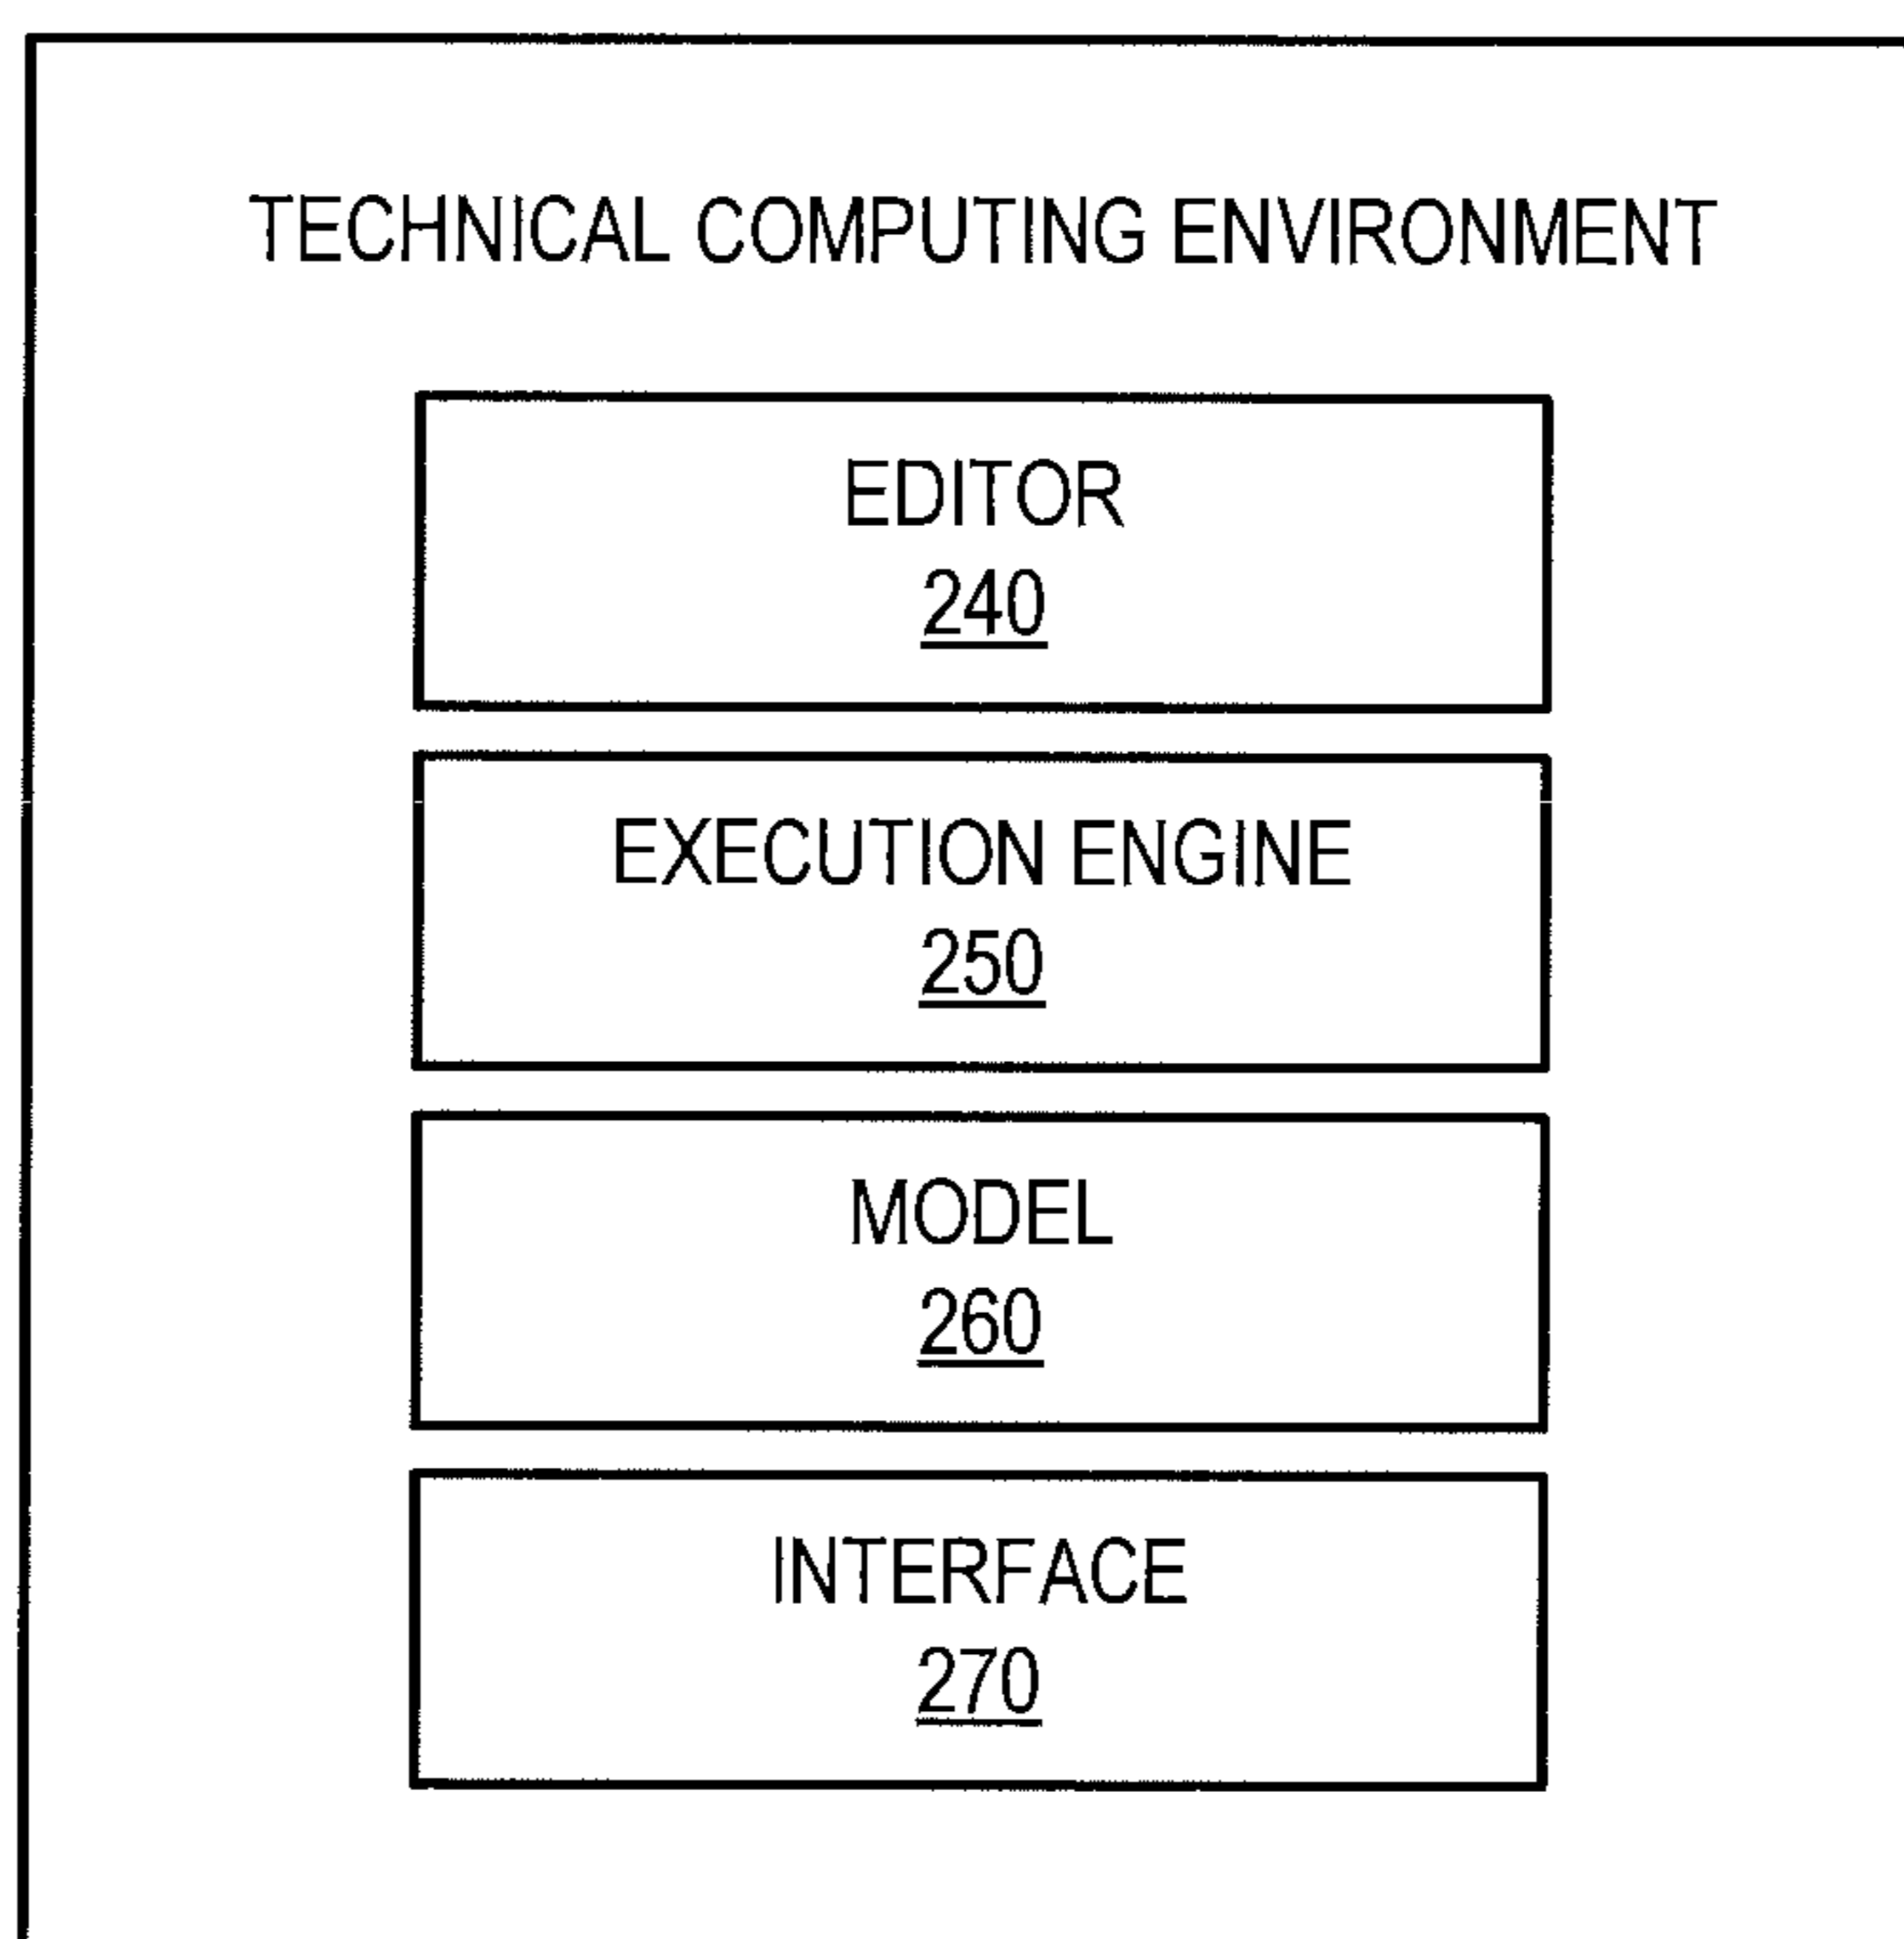 TECHNICAL COMPUTING ENVIRONMENT
EDITOR
240
EXECUTION ENGINE
250
MODEL
260
INTERFACE
270